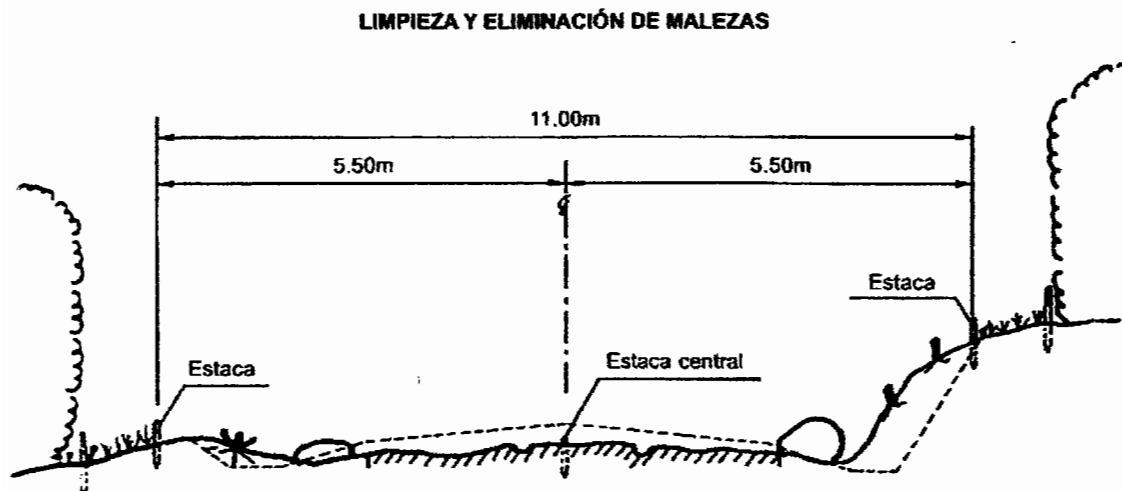 LIMPIEZA Y ELIMINACIÓN DE MALEZAS
11.00m
5.50m
5.50m
Estaca
Estaca
Estaca central